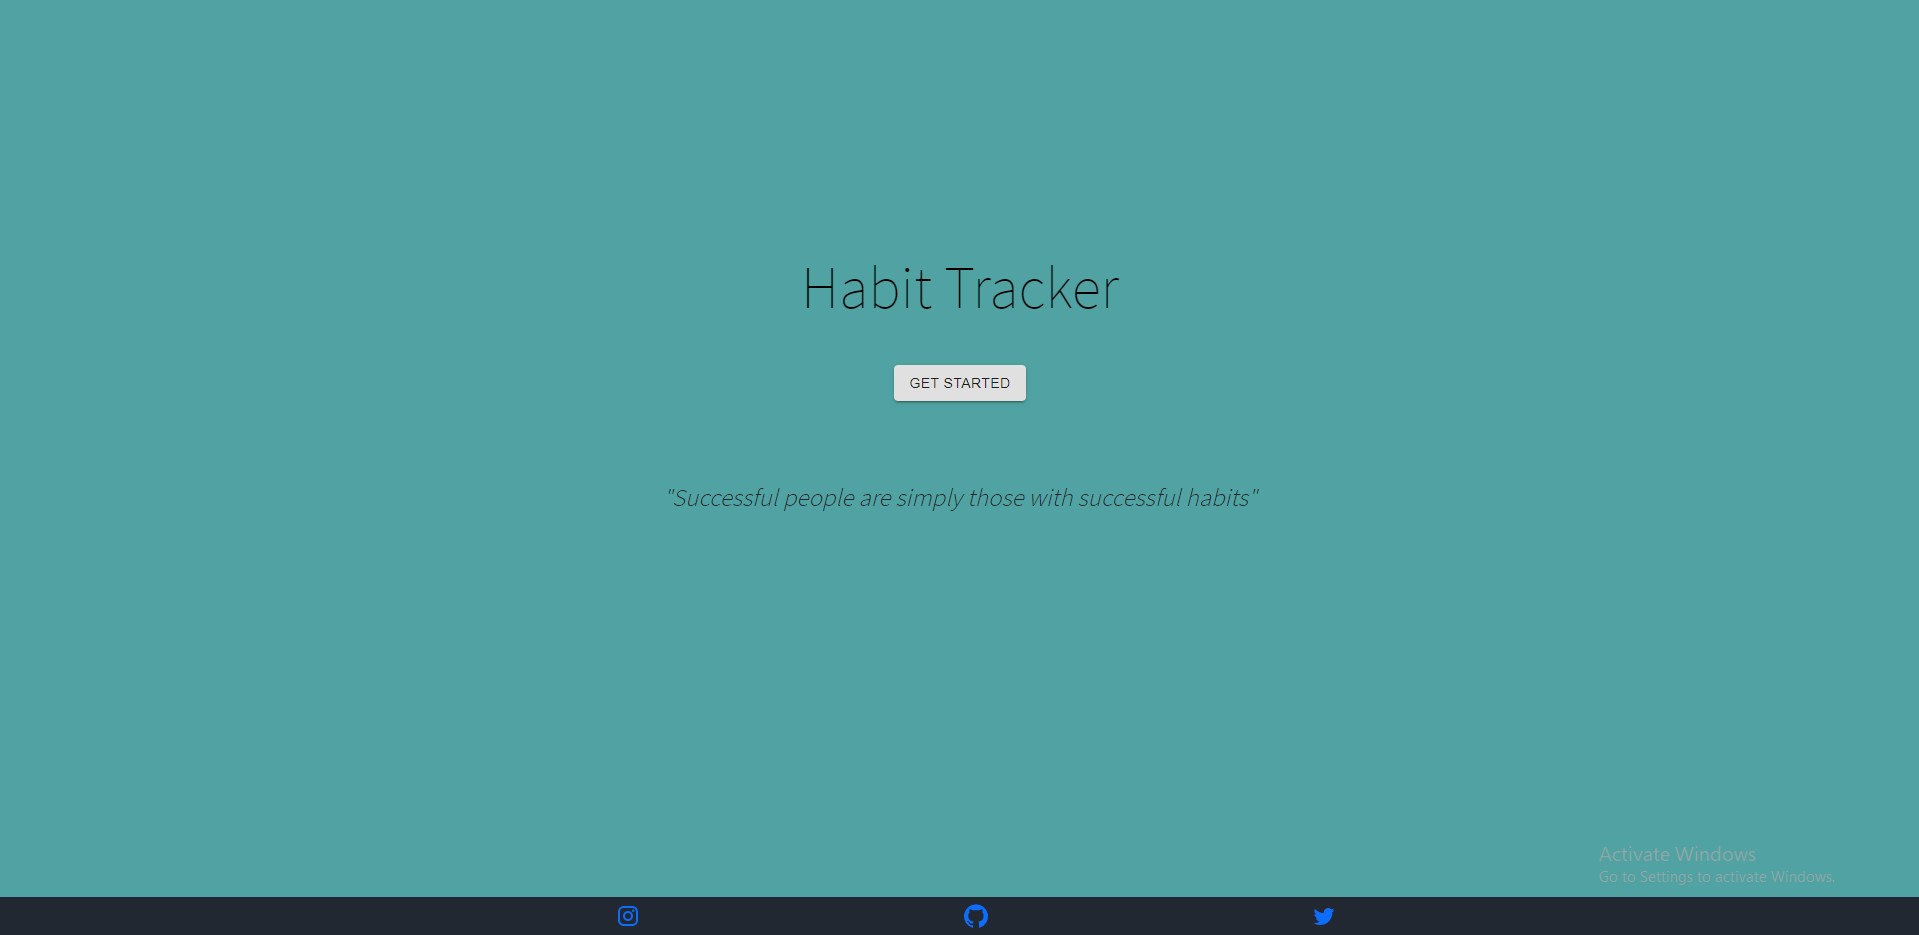 Habit Tracker
GET STARTED
"Successful people are simply those with successful habits"
Activate Windows
Go to Settings to activate Windows.